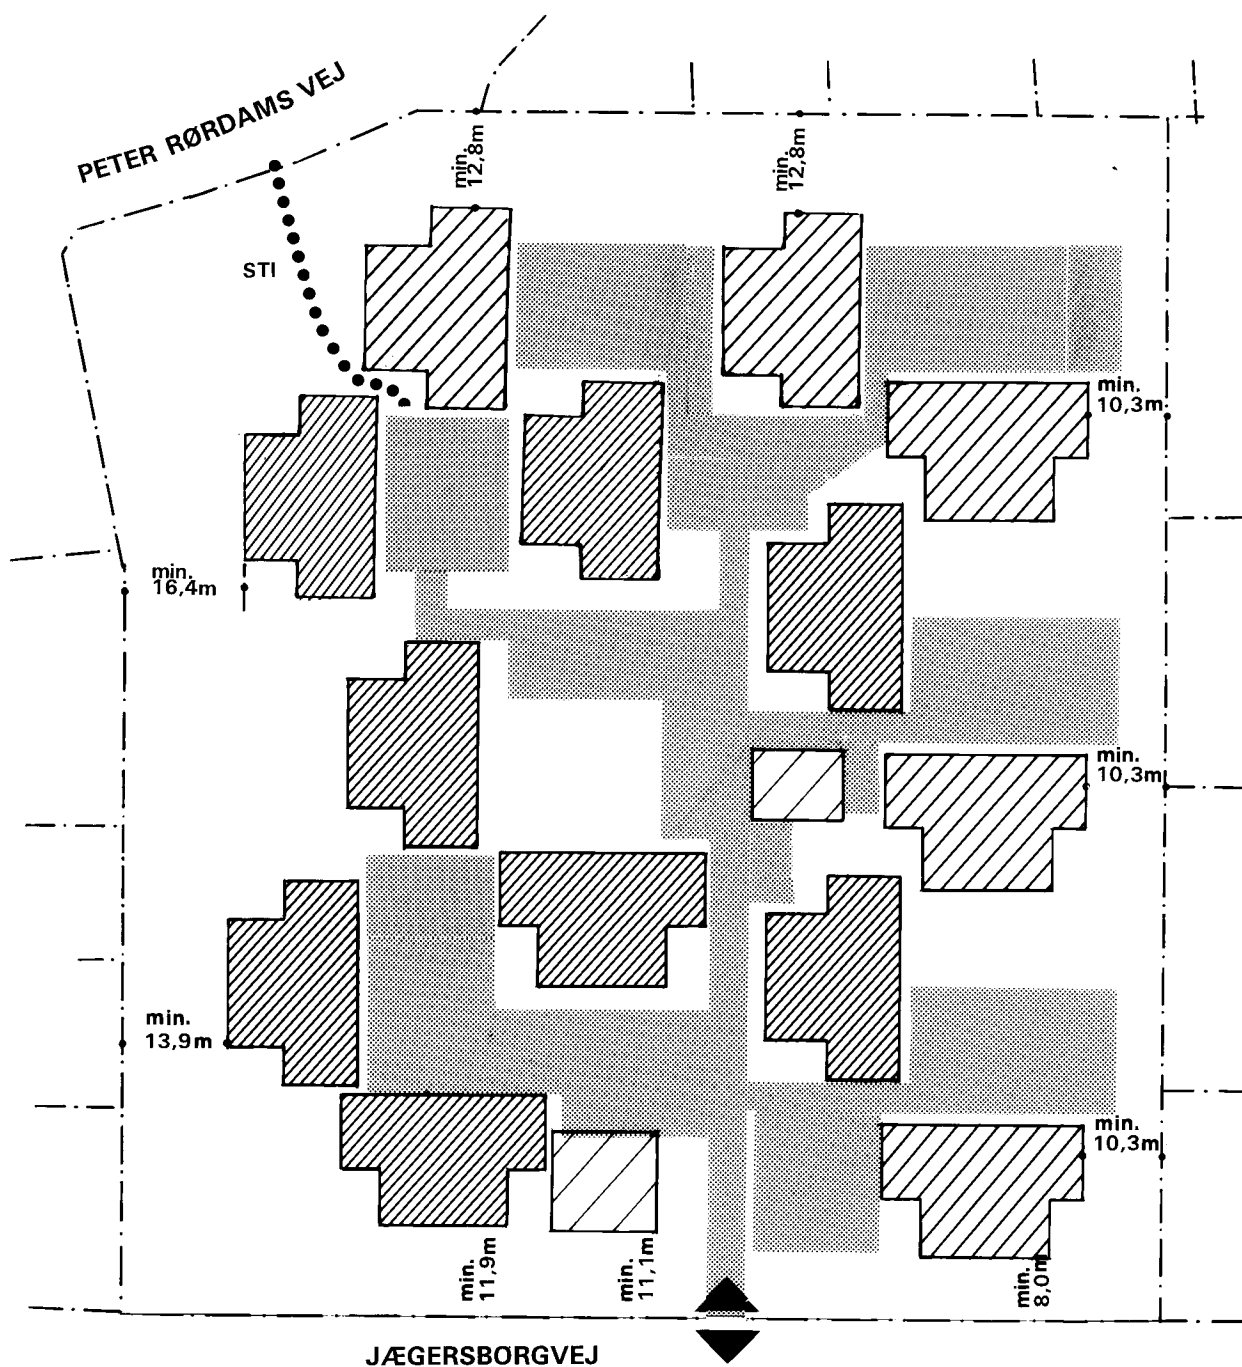 PETER RØRDAMS VEJ
min.
12,8m
min.
12,8m
STI
min.
10,3m
min.
16,4m
min.
10,3m
min.
13,9m
min.
10,3m
min.
11,9m
min.
11,1m
min.
8,0m
JÆGERSBORGVEJ